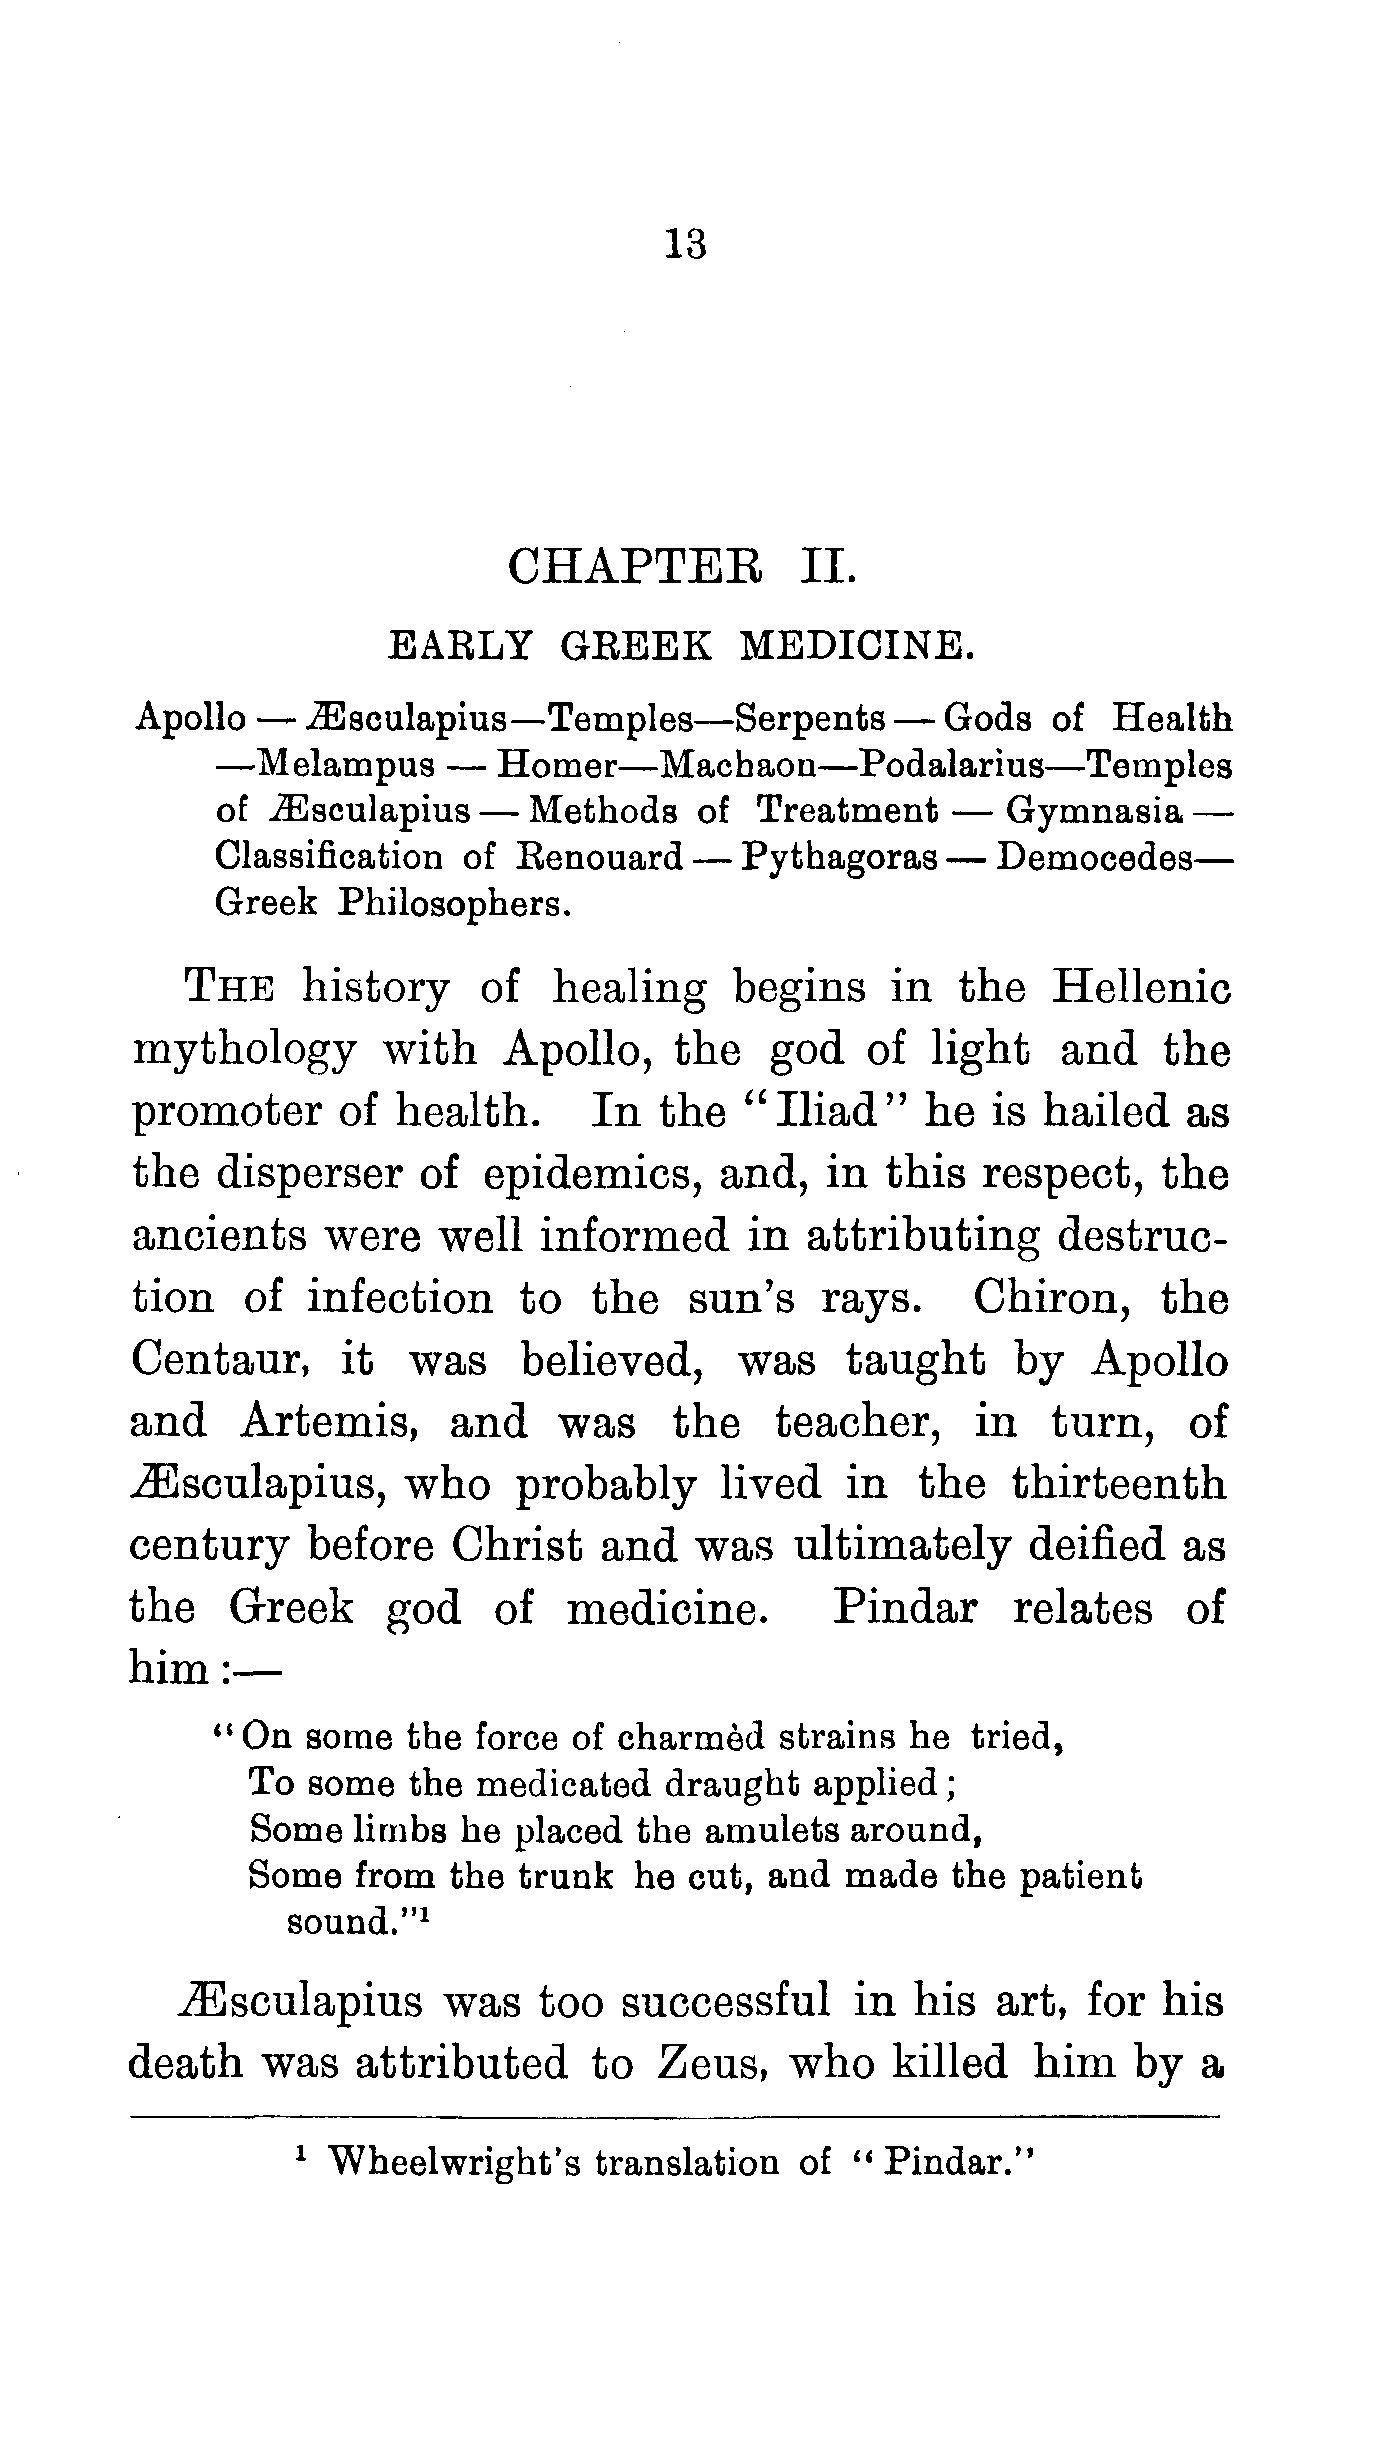 13
CHAPTER II.
EARLY GREEK MEDICINE.
Apollo — Æsculapius—Temples—Serpents — Gods of Health
—Melampus — Homer—Machaon—Podalarius—Temples
of Æsculapius — Methods of Treatment — Gymnasia —
Classification of Renouard — Pythagoras — Democedes—
Greek Philosophers.
THE history of healing begins in the Hellenic
mythology with Apollo, the god of light and the
promoter of health. In the "Iliad" he is hailed as
the disperser of epidemics, and, in this respect, the
ancients were well informed in attributing destruc-
tion of infection to the sun's rays. Chiron, the
Centaur, it was believed, was taught by Apollo
and Artemis, and was the teacher, in turn, of
Æsculapius, who probably lived in the thirteenth
century before Christ and was ultimately deified as
the Greek god of medicine. Pindar relates of
him :—
"On some the force of charmèd strains he tried,
To some the medicated draught applied;
Some limbs he placed the amulets around,
Some from the trunk he cut, and made the patient
sound."¹
Æsculapius was too successful in his art, for his
death was attributed to Zeus, who killed him by a
¹ Wheelwright's translation of "Pindar."